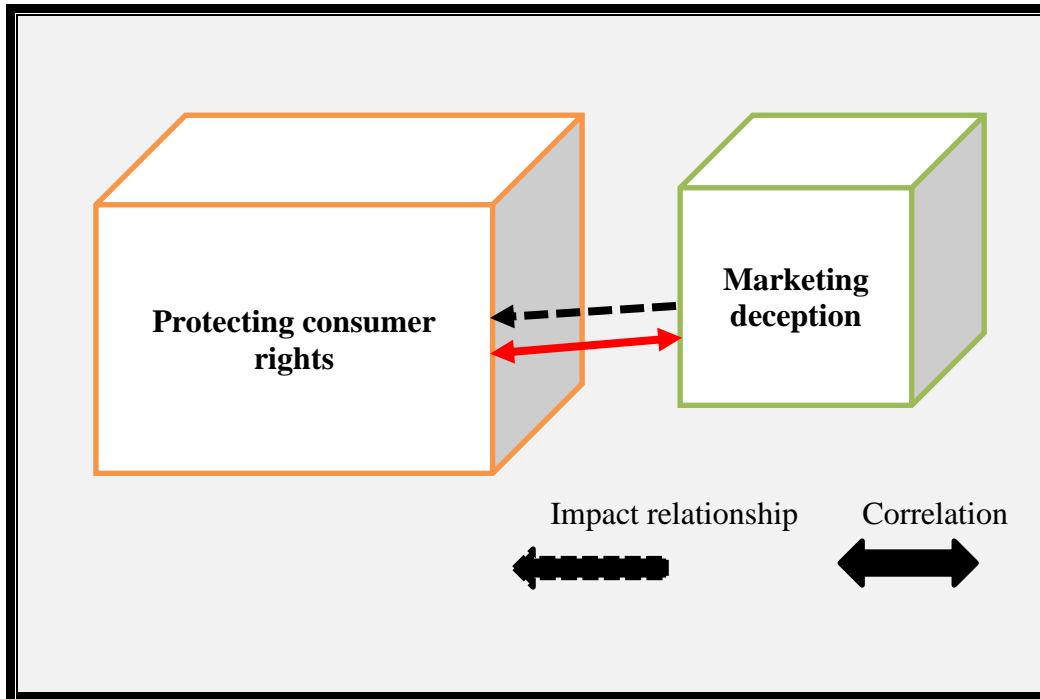 Protecting consumer
rights
Marketing
deception
Impact relationship
Correlation